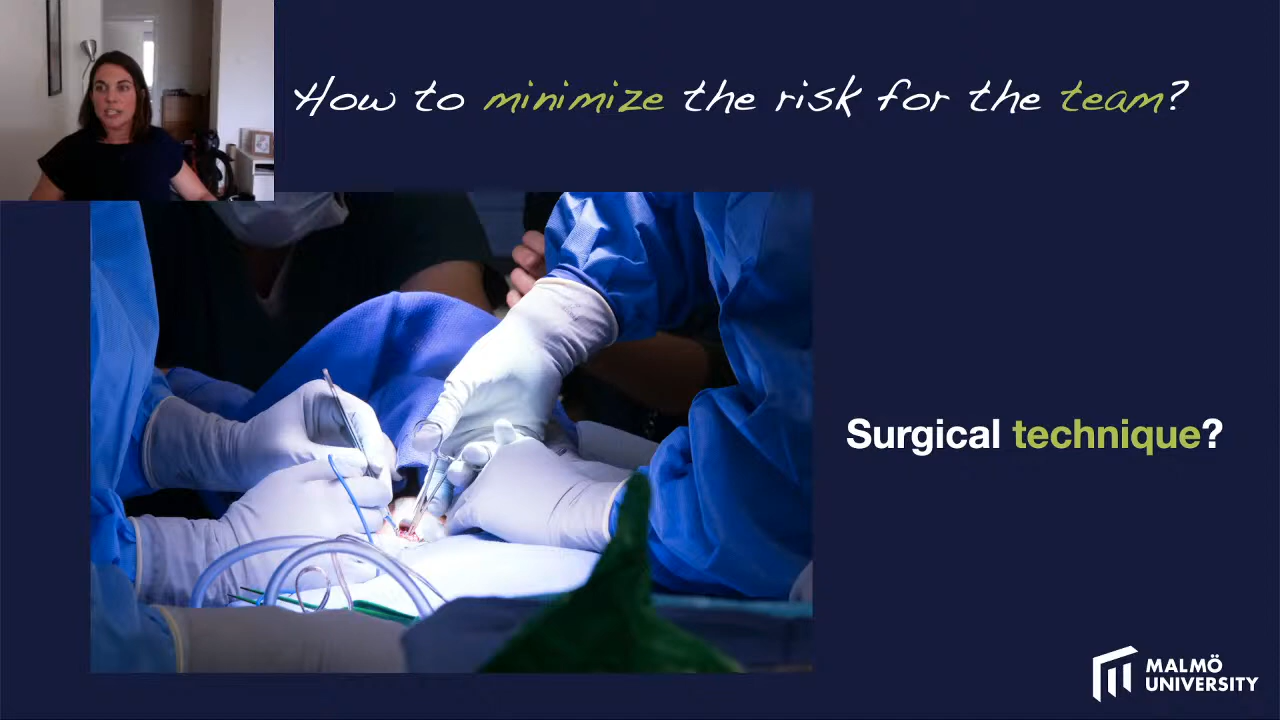 How to minimize the risk for the team?
Surgical technique?
MALMÖ
UNIVERSITY